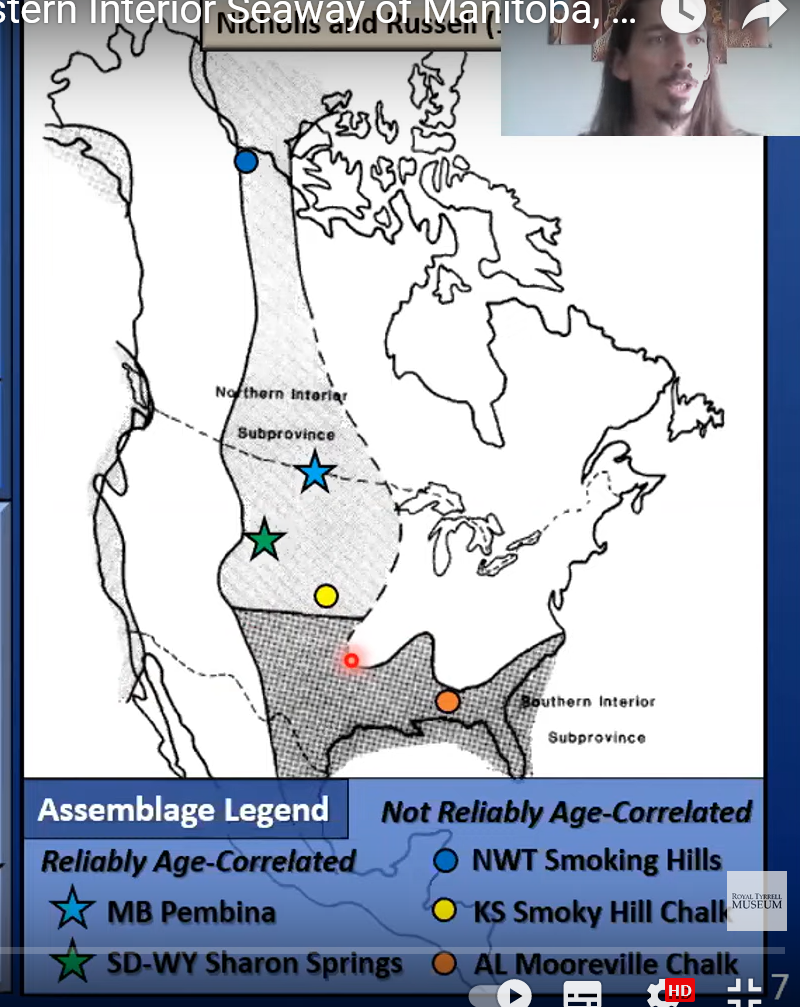 stern Interior Seaway of Manitoba, ...
Nicholls and Russell (
Northern Interior
Subprovince
Southern Interior
Subprovince
Assemblage Legend
Not Reliably Age-Correlated
Reliably Age-Correlated
NWT Smoking Hills
MB Pembina
KS Smoky Hill Chalk
ROYAL TYRRELL
MUSEUM
SD-WY Sharon Springs
AL Mooreville Chalk
HD
7